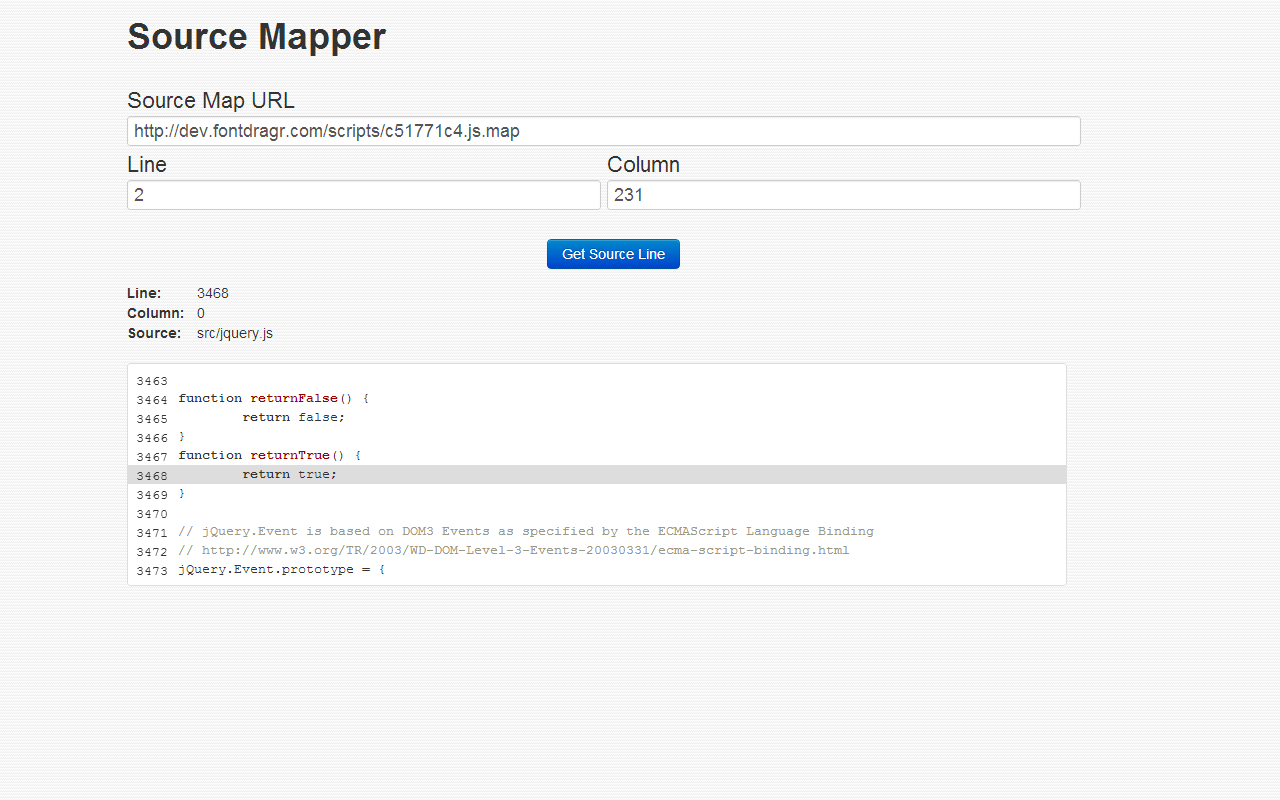 Source Mapper
Source Map URL
http://dev.fontdragr.com/scripts/c51771c4.js.map
Line Column
2 231
Get Source Line
Line: 3468
Column: 0
Source: src/jquery.js
3463
3464 function returnFalse() {
3465 return false;
3466 }
3467 function returnTrue() {
3468 return true;
3469 }
3470
3471 // jQuery.Event is based on DOM3 Events as specified by the ECMAScript Language Binding
3472 // http://www.w3.org/TR/2003/WD-DOM-Level-3-Events-20030331/ecma-script-binding.html
3473 jQuery.Event.prototype = {